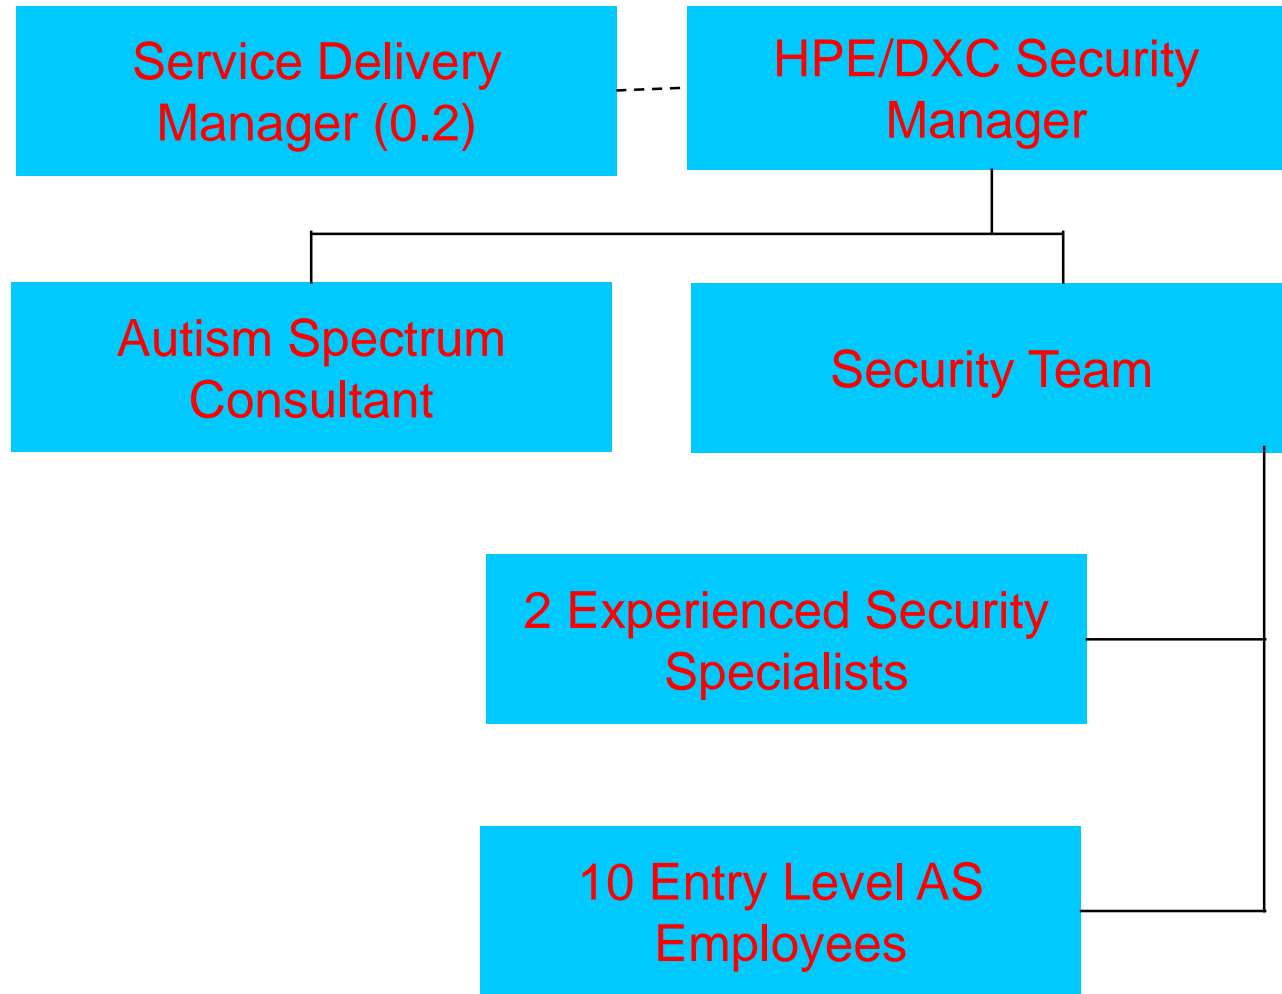 Service Delivery
Manager (0.2)
HPE/DXC Security
Manager
Autism Spectrum
Consultant
Security Team
2 Experienced Security
Specialists
10 Entry Level AS
Employees